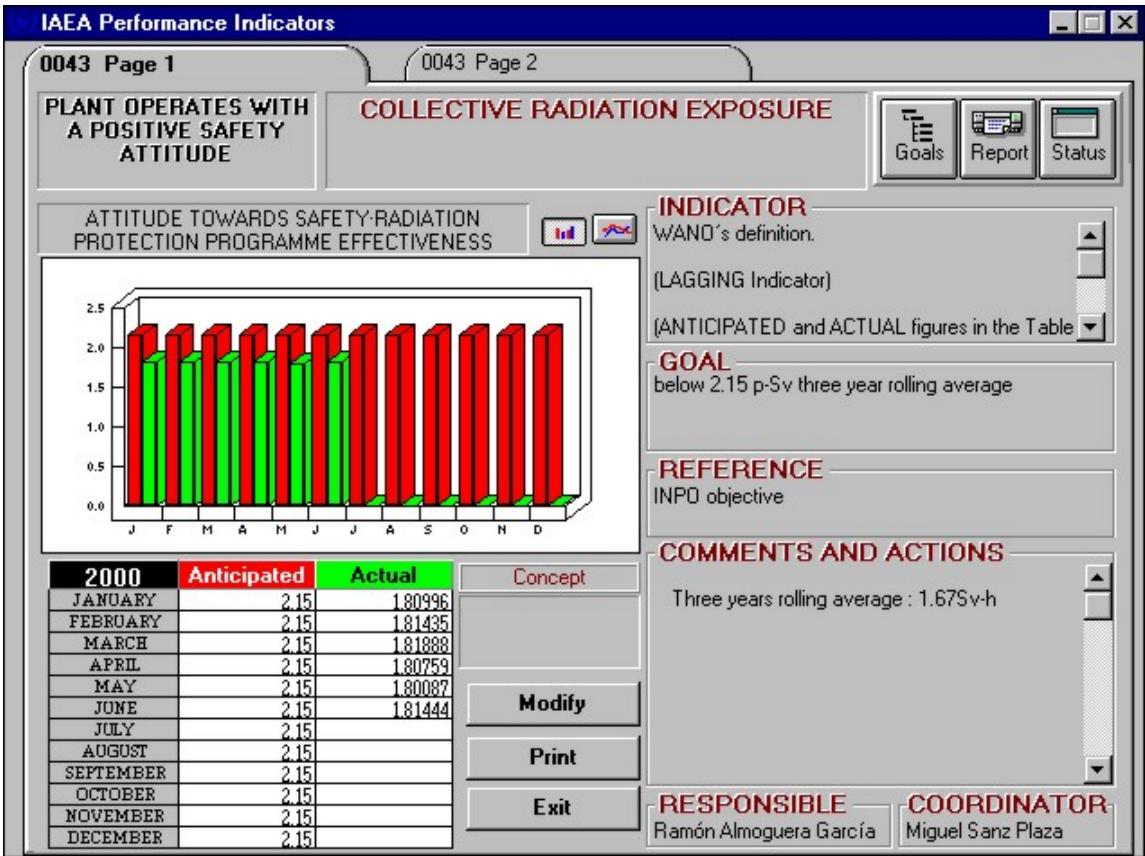 IAEA Performance Indicators
0043 Page 1
0043 Page 2
PLANT OPERATES WITH
A POSITIVE SAFETY
ATTITUDE
COLLECTIVE RADIATION EXPOSURE
Goals
Report
Status
ATTITUDE TOWARDS SAFETY-RADIATION
PROTECTION PROGRAMME EFFECTIVENESS
2.5
2.0
1.5
1.0
0.5
0.0
J F M A M J J A S O N D
2000 Anticipated Actual
JANUARY 2.15 1.80996
FEBRUARY 2.15 1.81435
MARCH 2.15 1.81888
APRIL 2.15 1.80759
MAY 2.15 1.80087
JUNE 2.15 1.81444
JULY 2.15
AUGUST 2.15
SEPTEMBER 2.15
OCTOBER 2.15
NOVEMBER 2.15
DECEMBER 2.15
Concept
Modify
Print
Exit
INDICATOR
WANO´s definition.
(LAGGING Indicator)
(ANTICIPATED and ACTUAL figures in the Table
GOAL
below 2.15 p-Sv three year rolling average
REFERENCE
INPO objective
COMMENTS AND ACTIONS
Three years rolling average : 1.67Sv-h
RESPONSIBLE
Ramón Almoguera García
COORDINATOR
Miguel Sanz Plaza